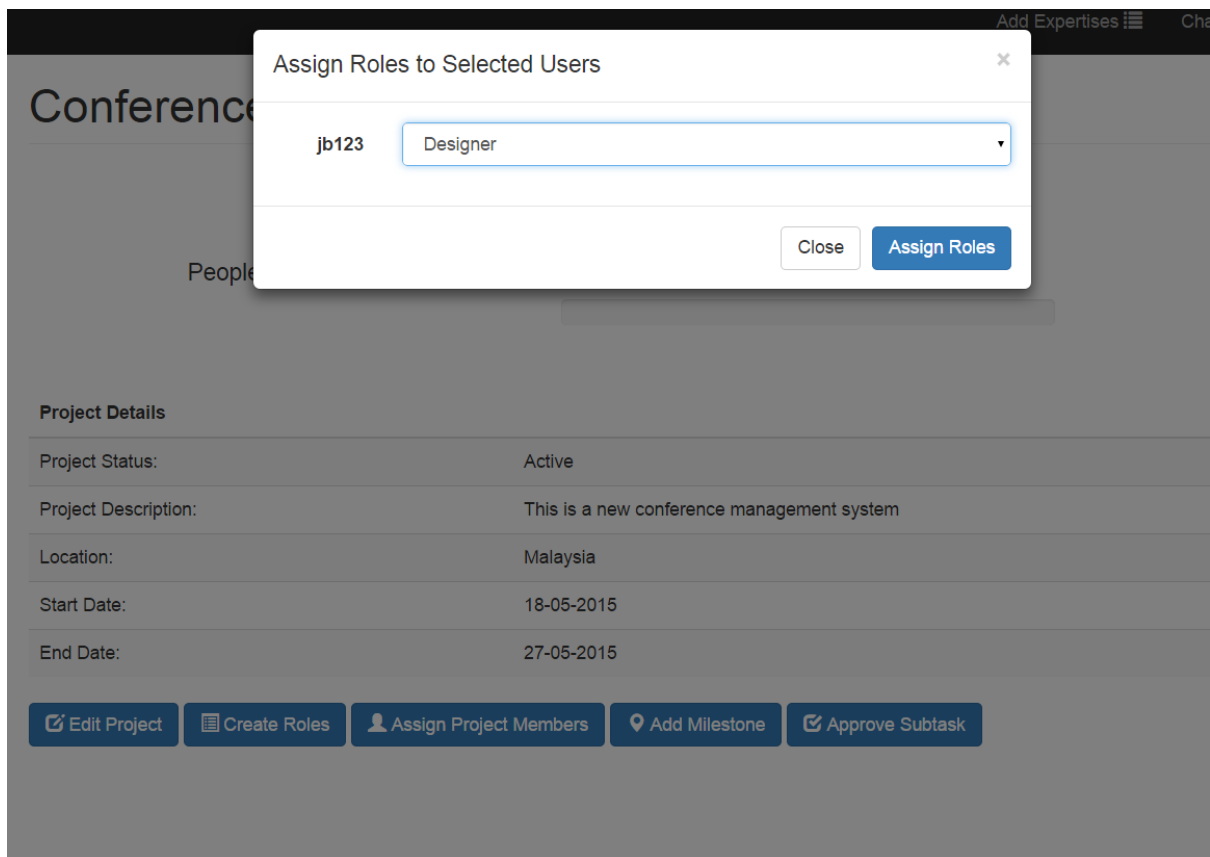 Add Expertises Cha
Assign Roles to Selected Users ×
Conference
jb123 Designer
Close Assign Roles
People
Project Details
Project Status: Active
Project Description: This is a new conference management system
Location: Malaysia
Start Date: 18-05-2015
End Date: 27-05-2015
Edit Project Create Roles Assign Project Members Add Milestone Approve Subtask